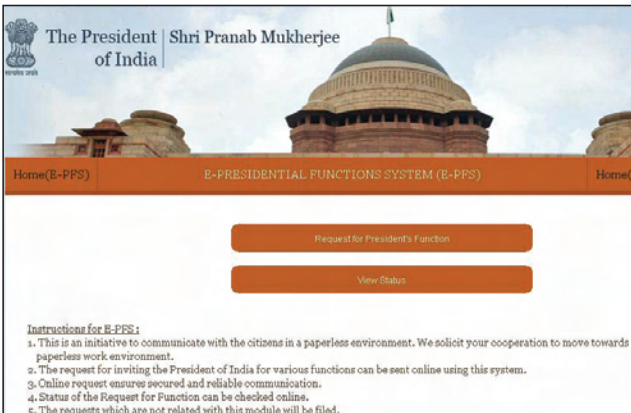 The President
of India
Shri Pranab Mukherjee
Home(E-PFS)
E-PRESIDENTIAL FUNCTIONS SYSTEM (E-PFS)
Home(
Request for President's Function
View Status
Instructions for E-PFS :
1. This is an initiative to communicate with the citizens in a paperless environment. We solicit your cooperation to move towards
paperless work environment.
2. The request for inviting the President of India for various functions can be sent online using this system.
3. Online request ensures secured and reliable communication.
4. Status of the Request for Function can be checked online.
5. The requests which are not related with this module will be filed.